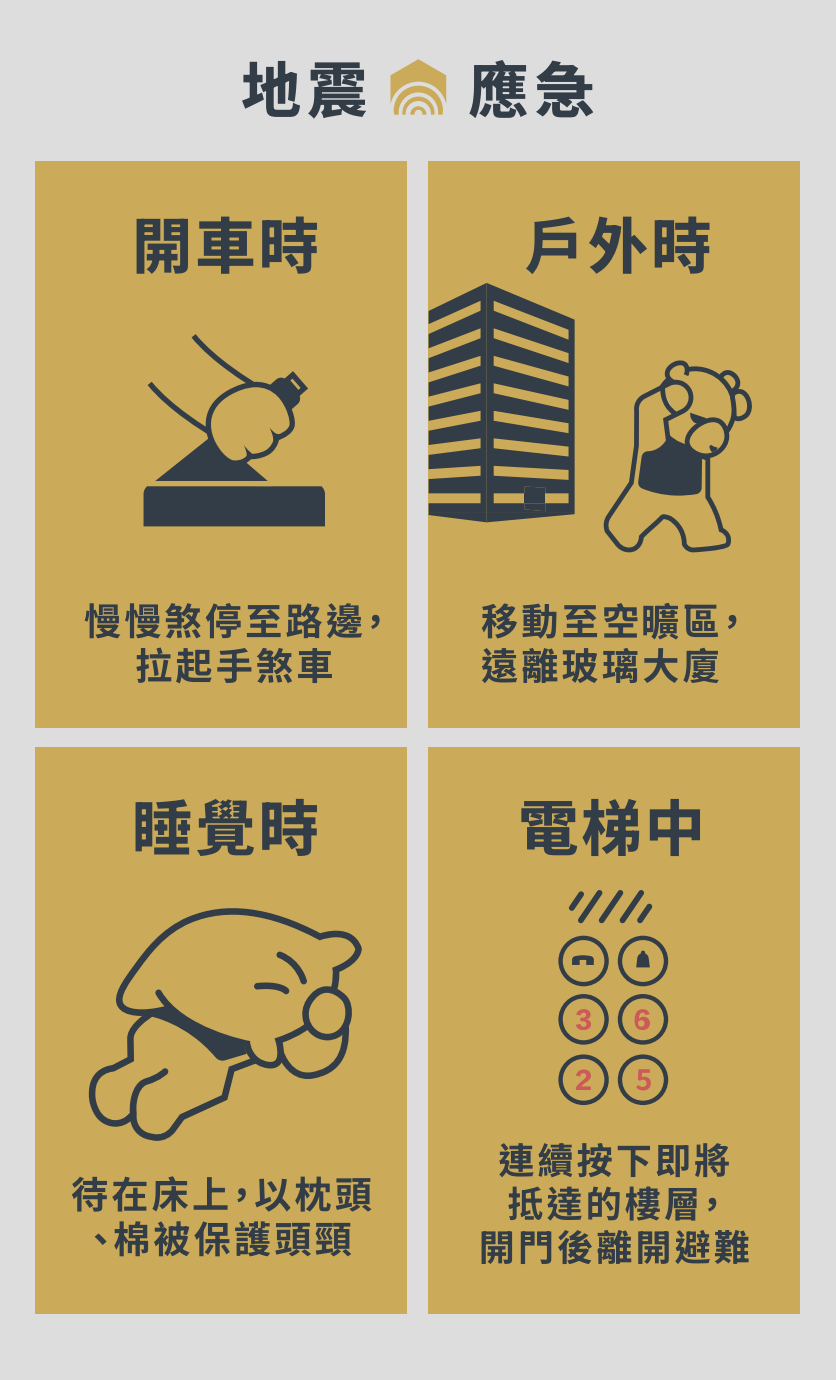 地震 應急
開車時
慢慢煞停至路邊，
拉起手煞車
戶外時
移動至空曠區，
遠離玻璃大廈
睡覺時
待在床上，以枕頭
、棉被保護頭頸
電梯中
3 6
2 5
連續按下即將
抵達的樓層，
開門後離開避難